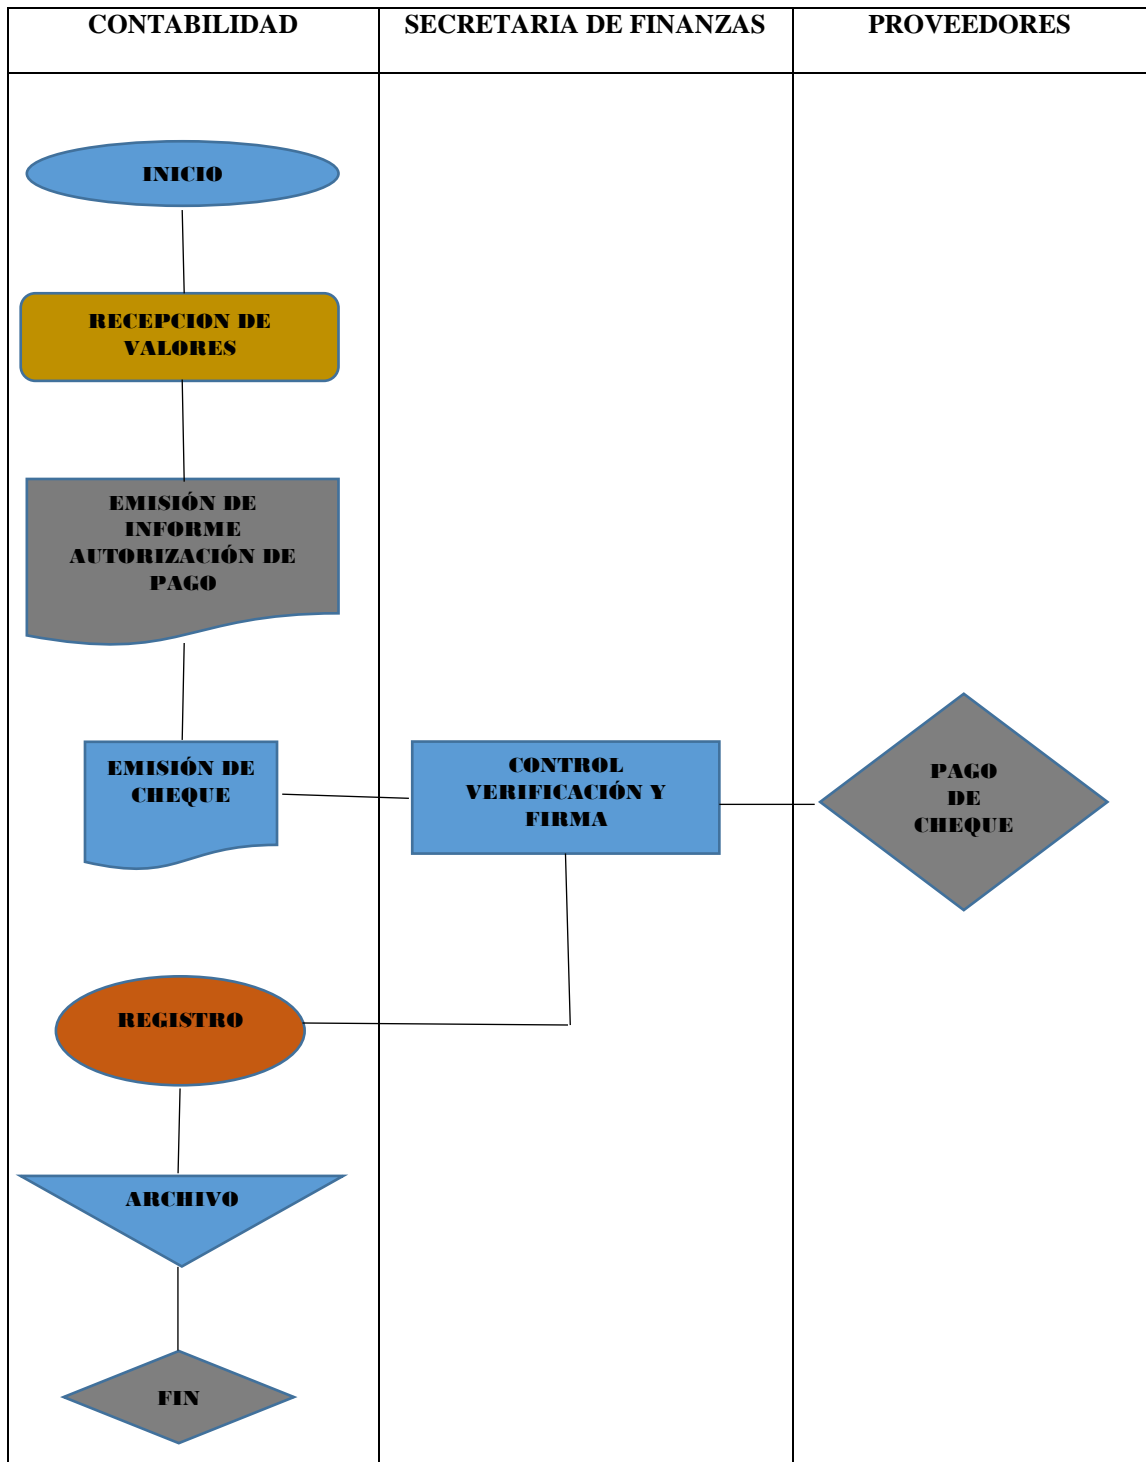 CONTABILIDAD
SECRETARIA DE FINANZAS
PROVEEDORES
INICIO
RECEPCION DE
VALORES
EMISIÓN DE
INFORME
AUTORIZACIÓN DE
PAGO
EMISIÓN DE
CHEQUE
CONTROL
VERIFICACIÓN Y
FIRMA
PAGO
DE
CHEQUE
REGISTRO
ARCHIVO
FIN